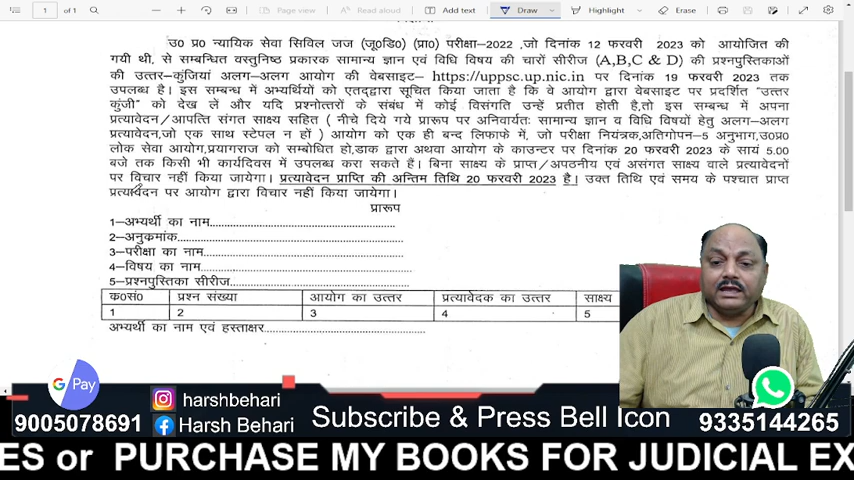 1 of 1
Page view
Read aloud
Add text
Draw
Highlight
Erase
उ० प्र० न्यायिक सेवा सिविल जज (जू०डि०) (प्रा०) परीक्षा-2022, जो दिनांक 12 फरवरी 2023 को आयोजित की
गयी थी, से सम्बन्धित वस्तुनिष्ठ प्रकारक सामान्य ज्ञान एवं विधि विषय की चारों सीरीज (A,B,C & D) की प्रश्नपुस्तिकाओं
की उत्तर-कुंजियां अलग-अलग आयोग की वेबसाइट- https://uppsc.up.nic.in पर दिनांक 19 फरवरी 2023 तक
उपलब्ध है। इस सम्बन्ध में अभ्यर्थियों को एतद्द्वारा सूचित किया जाता है कि वे आयोग द्वारा वेबसाइट पर प्रदर्शित "उत्तर
कुंजी" को देख लें और यदि प्रश्नोत्तरों के संबंध में कोई विसंगति उन्हें प्रतीत होती है,तो इस सम्बन्ध में अपना
प्रत्यावेदन/आपत्ति संगत साक्ष्य सहित ( नीचे दिये गये प्रारूप पर अनिवार्यतः सामान्य ज्ञान व विधि विषयों हेतु अलग-अलग
प्रत्यावेदन,जो एक साथ स्टेपल न हों ) आयोग को एक ही बन्द लिफाफे में, जो परीक्षा नियंत्रक,अतिगोपन-5 अनुभाग,उ०प्र०
लोक सेवा आयोग,प्रयागराज को सम्बोधित हो,डाक द्वारा अथवा आयोग के काउन्टर पर दिनांक 20 फरवरी 2023 के सायं 5.00
बजे तक किसी भी कार्यदिवस में उपलब्ध करा सकते हैं। बिना साक्ष्य के प्राप्त/अपठनीय एवं असंगत साक्ष्य वाले प्रत्यावेदनों
पर विचार नहीं किया जायेगा। प्रत्यावेदन प्राप्ति की अन्तिम तिथि 20 फरवरी 2023 है। उक्त तिथि एवं समय के पश्चात प्राप्त
प्रत्यावेदन पर आयोग द्वारा विचार नहीं किया जायेगा।
प्रारूप
1-अभ्यर्थी का नाम
2-अनुक्रमांक
3-परीक्षा का नाम
4-विषय का नाम
5-प्रश्नपुस्तिका सीरीज
क०सं० प्रश्न संख्या आयोग का उत्तर प्रत्यावेदक का उत्तर साक्ष्य
1 2 3 4 5
अभ्यर्थी का नाम एवं हस्ताक्षर
G Pay
9005078691
harshbehari
Harsh Behari
Subscribe & Press Bell Icon
9335144265
ES or PURCHASE MY BOOKS FOR JUDICIAL EX